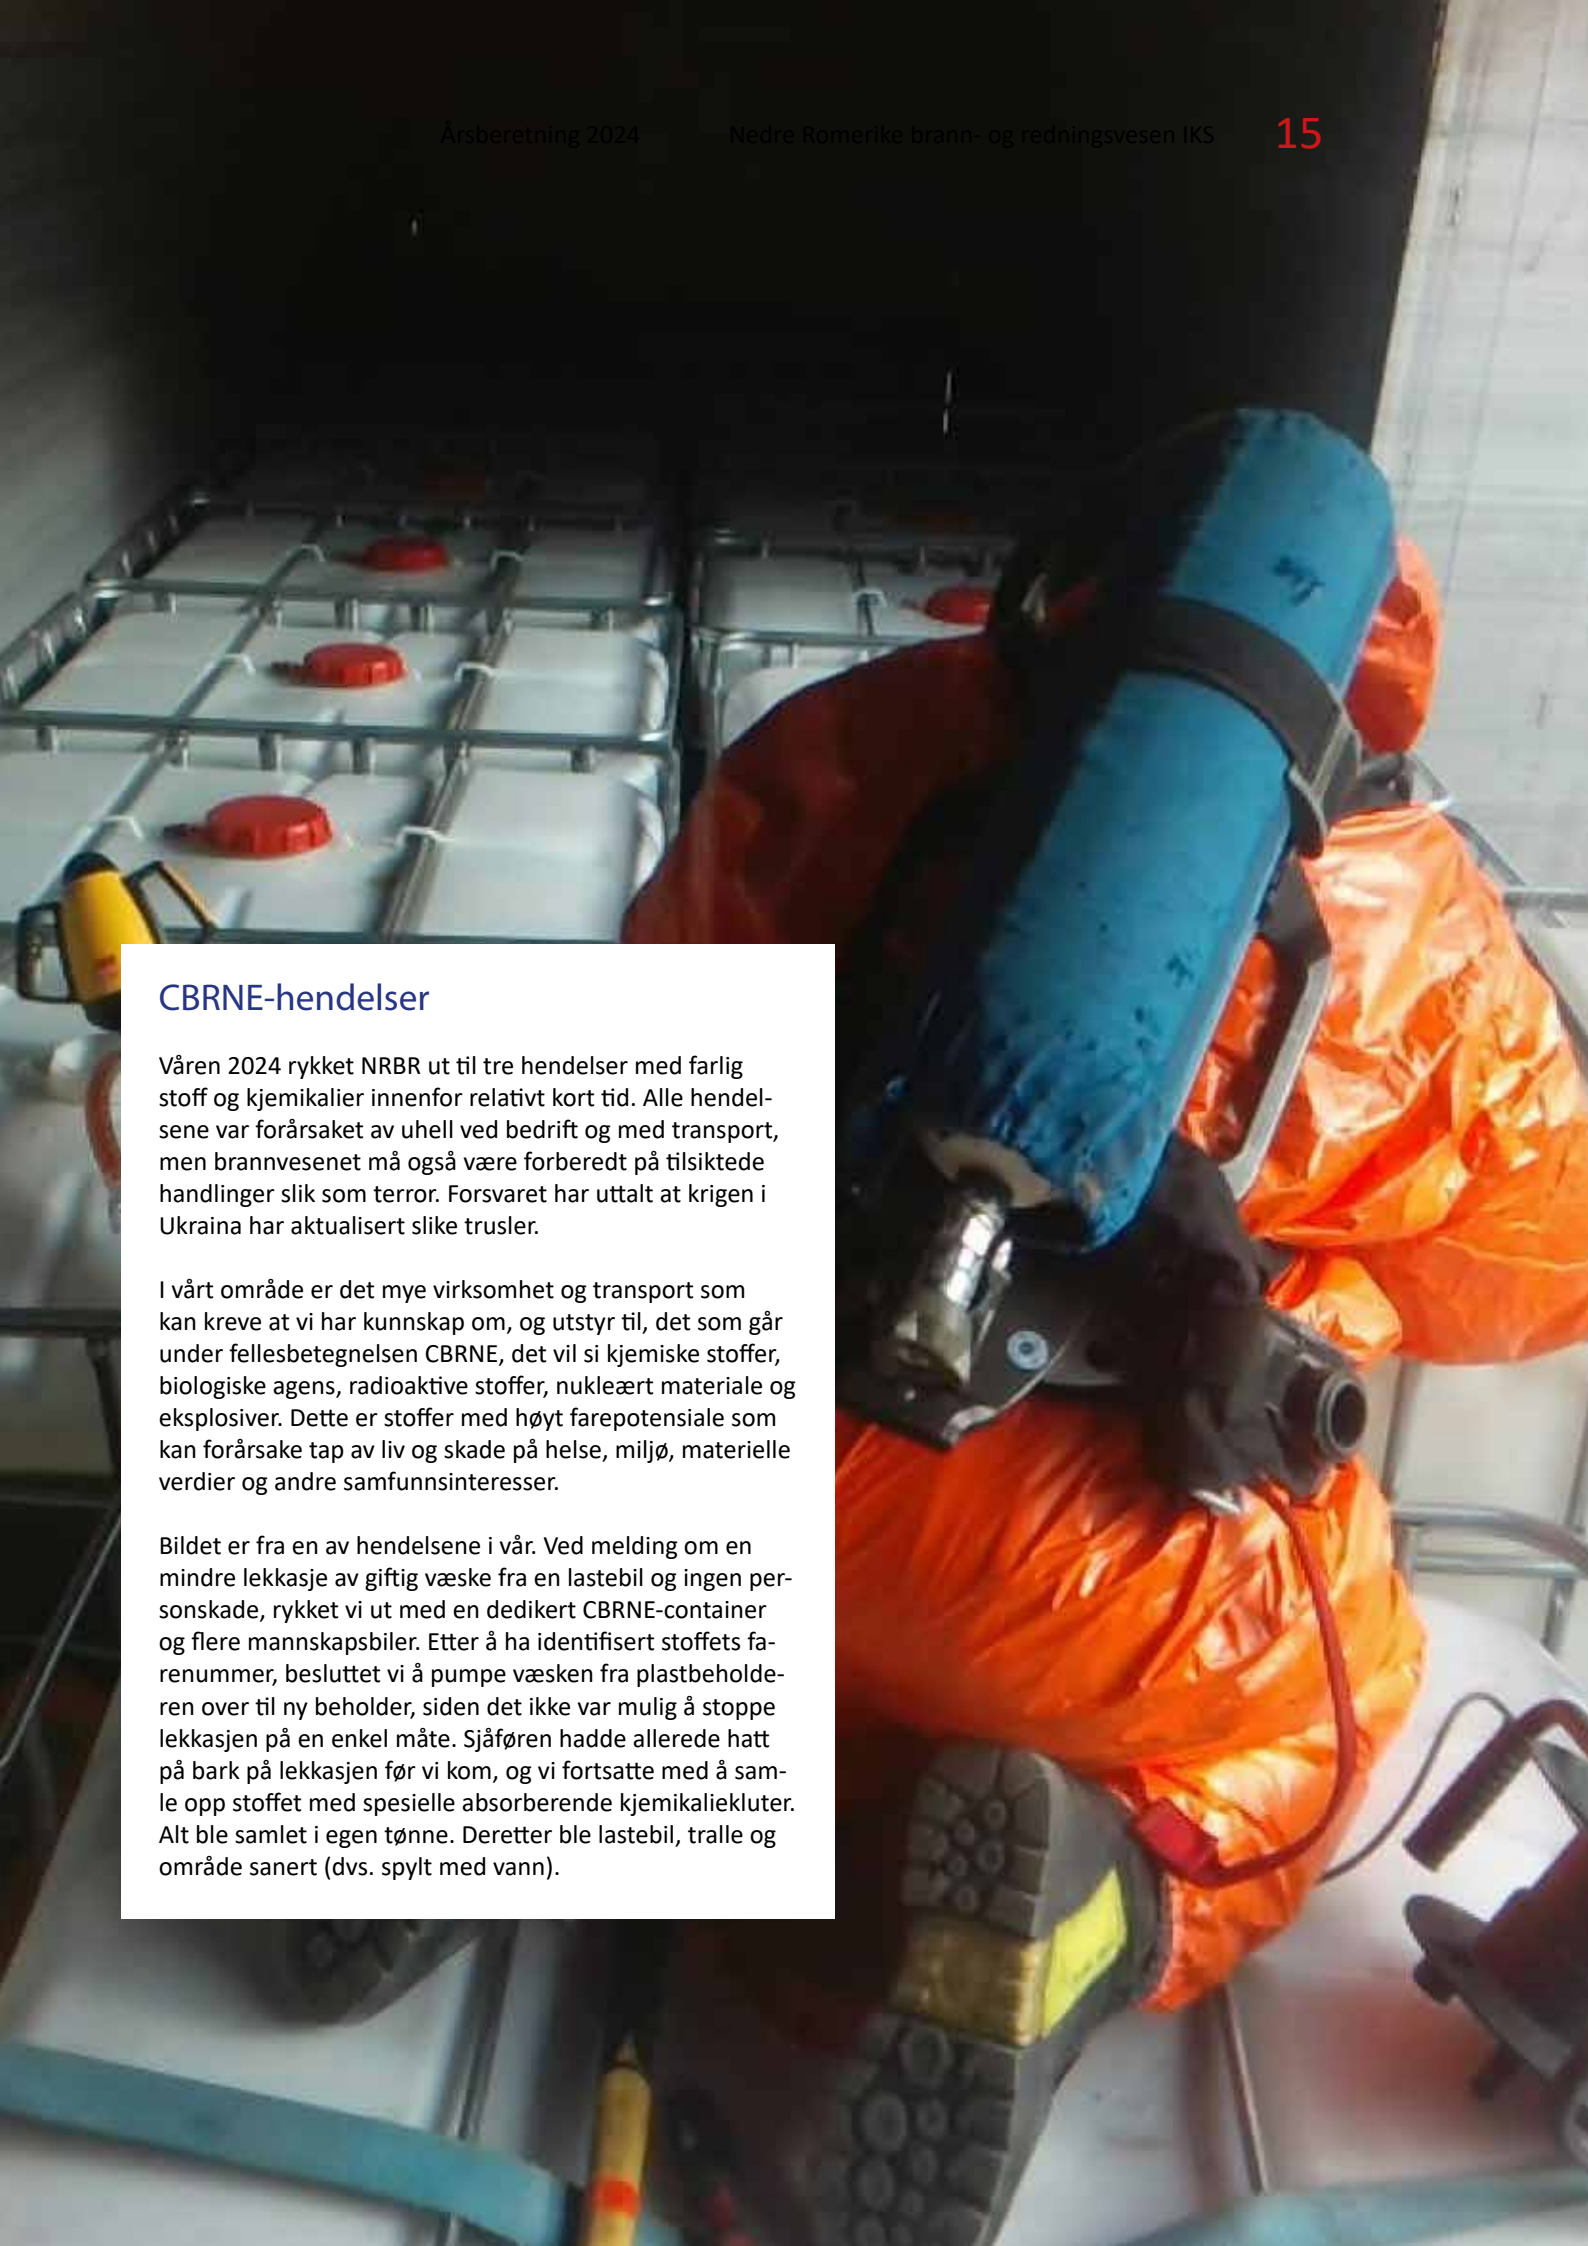 Årsberetning 2024 Nedre Romerike brann- og redningsvesen IKS 15
CBRNE-hendelser
Våren 2024 rykket NRBR ut til tre hendelser med farlig
stoff og kjemikalier innenfor relativt kort tid. Alle hendel-
sene var forårsaket av uhell ved bedrift og med transport,
men brannvesenet må også være forberedt på tilsiktede
handlinger slik som terror. Forsvaret har uttalt at krigen i
Ukraina har aktualisert slike trusler.
I vårt område er det mye virksomhet og transport som
kan kreve at vi har kunnskap om, og utstyr til, det som går
under fellesbetegnelsen CBRNE, det vil si kjemiske stoffer,
biologiske agens, radioaktive stoffer, nukleært materiale og
eksplosiver. Dette er stoffer med høyt farepotensiale som
kan forårsake tap av liv og skade på helse, miljø, materielle
verdier og andre samfunnsinteresser.
Bildet er fra en av hendelsene i vår. Ved melding om en
mindre lekkasje av giftig væske fra en lastebil og ingen per-
sonskade, rykket vi ut med en dedikert CBRNE-container
og flere mannskapsbiler. Etter å ha identifisert stoffets fa-
renummer, besluttet vi å pumpe væsken fra plastbeholde-
ren over til ny beholder, siden det ikke var mulig å stoppe
lekkasjen på en enkel måte. Sjåføren hadde allerede hatt
på bark på lekkasjen før vi kom, og vi fortsatte med å sam-
le opp stoffet med spesielle absorberende kjemikaliekluter.
Alt ble samlet i egen tønne. Deretter ble lastebil, tralle og
område sanert (dvs. spylt med vann).